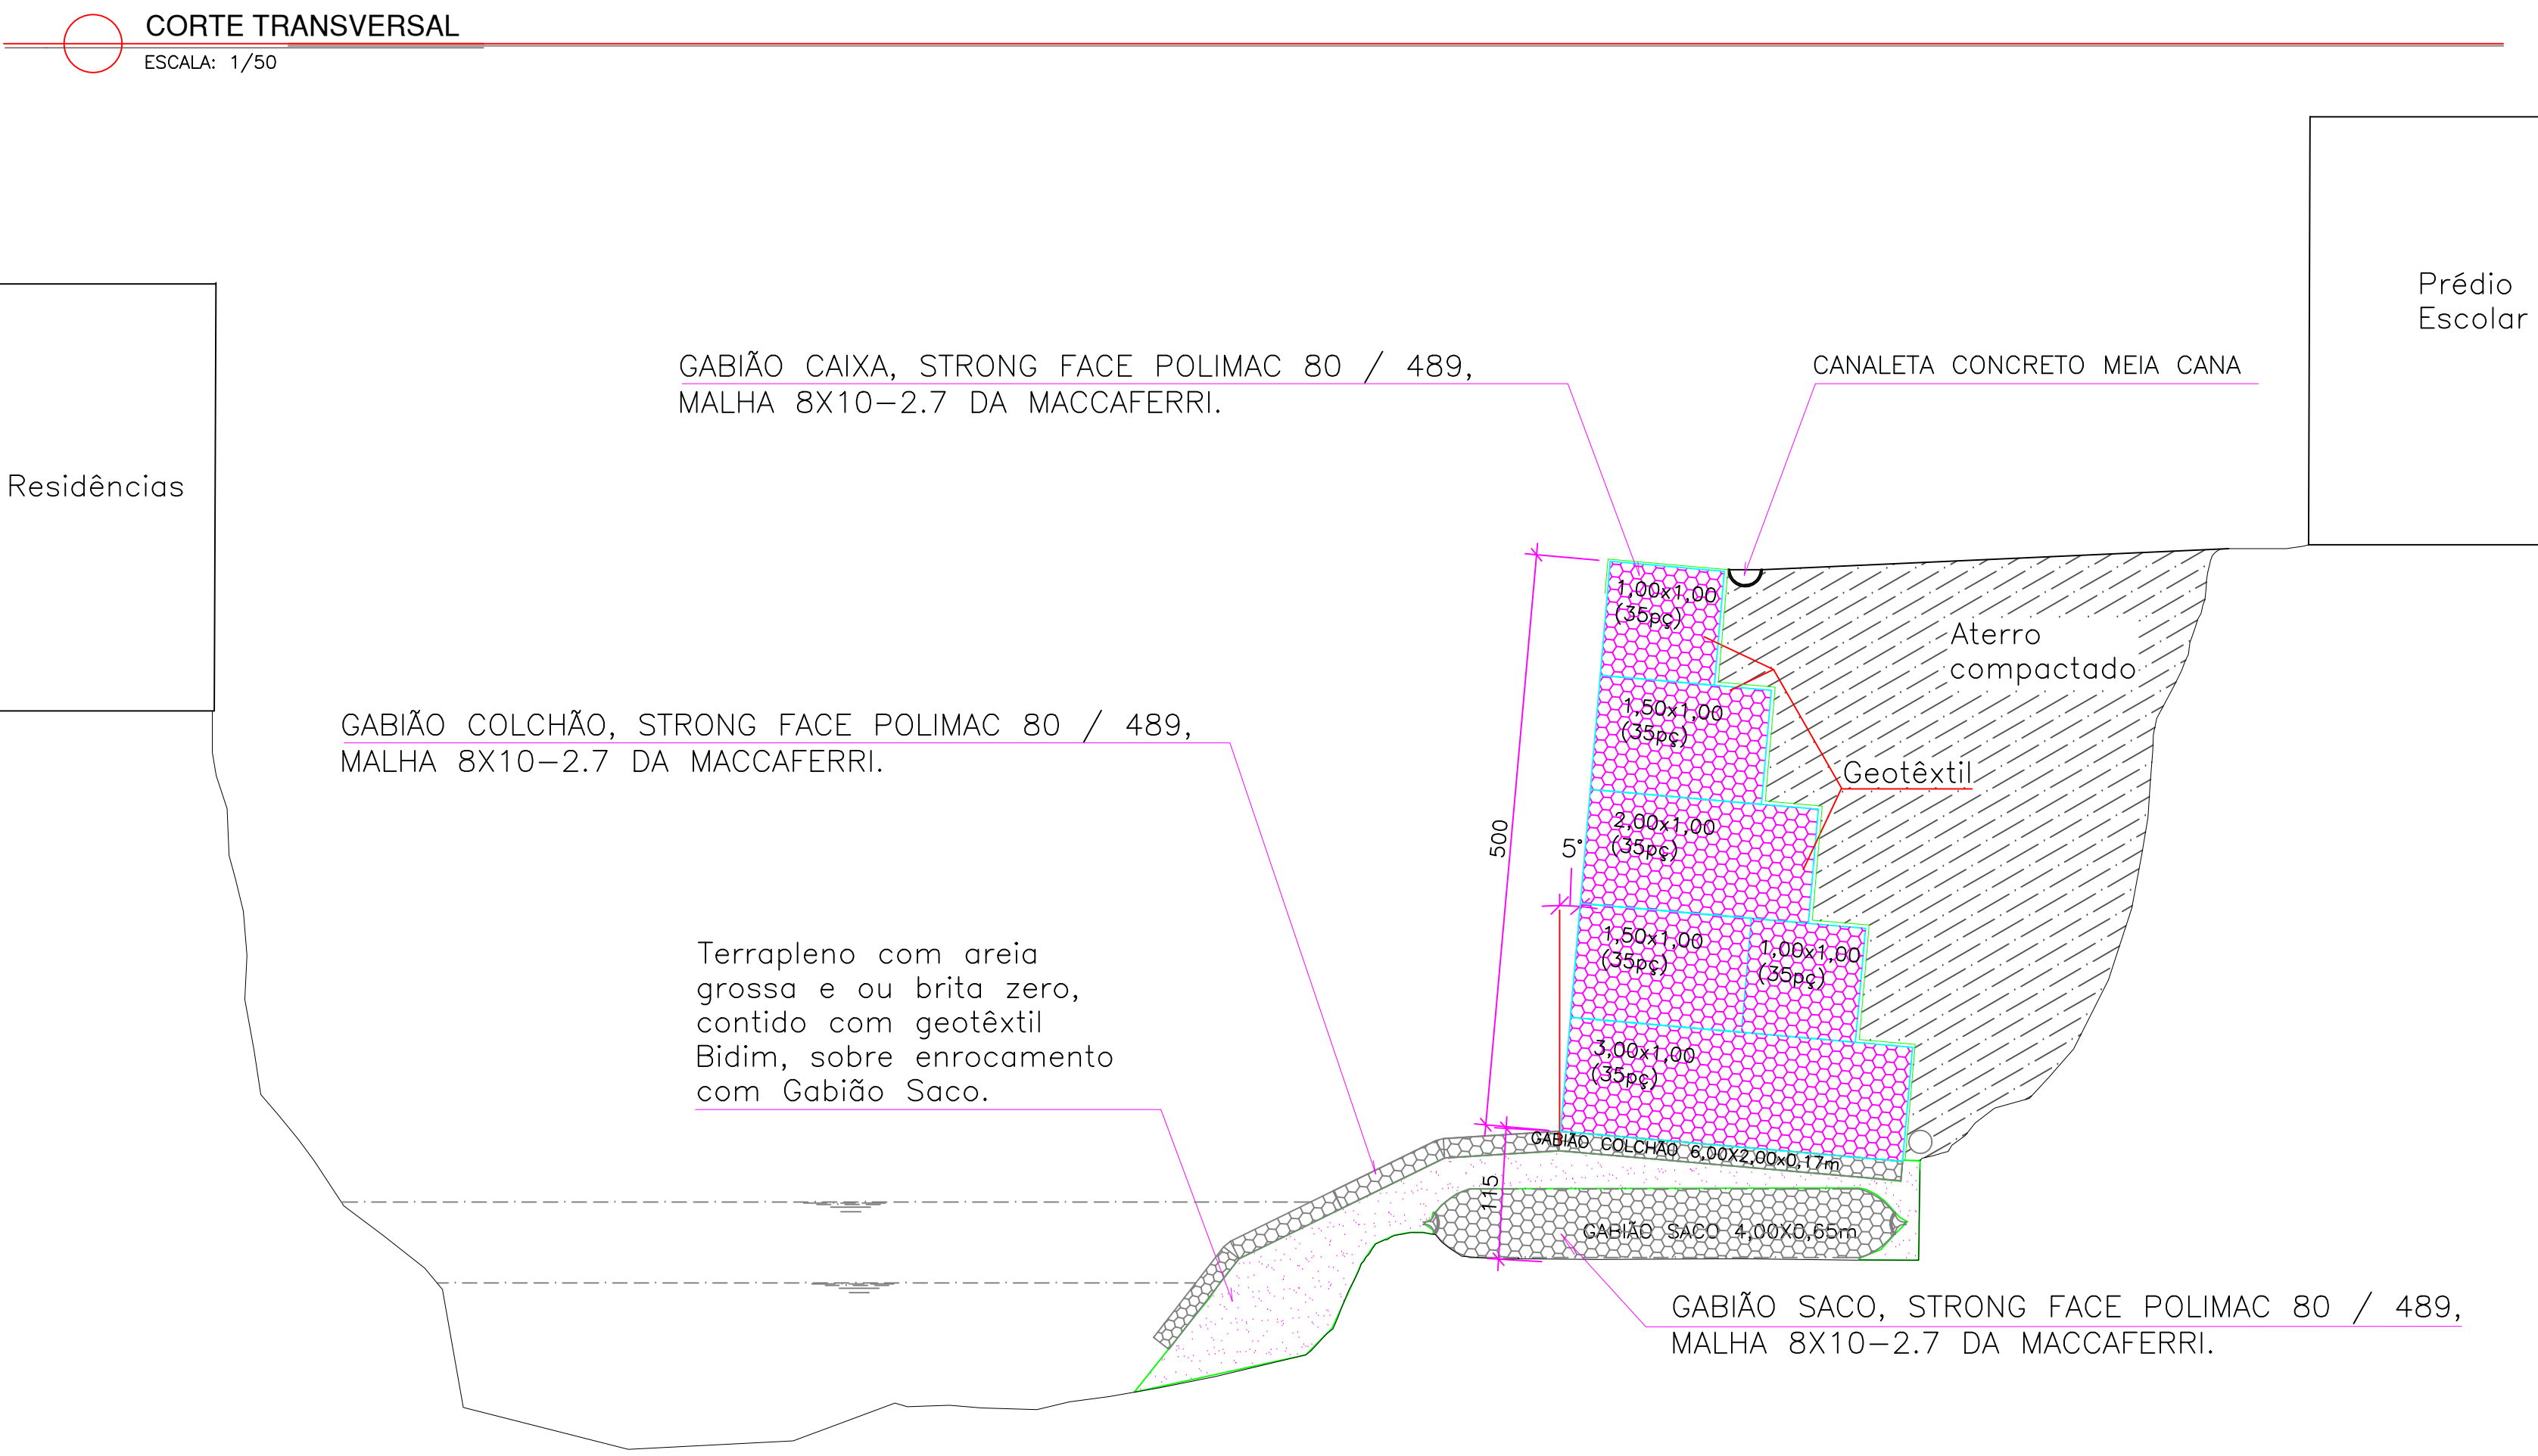 CORTE TRANSVERSAL
ESCALA: 1/50
Prédio
Escolar
GABIÃO CAIXA, STRONG FACE POLIMAC 80 / 489,
MALHA 8X10-2.7 DA MACCAFERRI.
CANALETA CONCRETO MEIA CANA
Residências
1,00x1,00
(35pç)
Aterro
compactado
1,50x1,00
(35pç)
GABIÃO COLCHÃO, STRONG FACE POLIMAC 80 / 489,
MALHA 8X10-2.7 DA MACCAFERRI.
Geotêxtil
2,00x1,00
(35pç)
500
5°
1,50x1,00
(35pç)
1,00x1,00
(35pç)
Terrapleno com areia
grossa e ou brita zero,
contido com geotêxtil
Bidim, sobre enrocamento
com Gabião Saco.
3,00x1,00
(35pç)
GABIÃO COLCHÃO 6,00X2,00x0,17m
115
GABIÃO SACO 4,00X0,65m
GABIÃO SACO, STRONG FACE POLIMAC 80 / 489,
MALHA 8X10-2.7 DA MACCAFERRI.